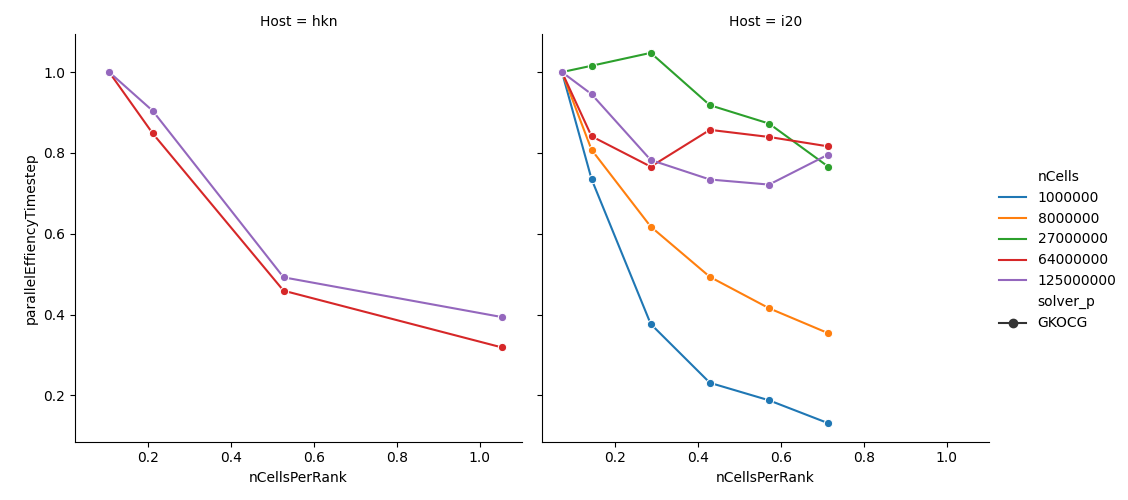 Host = hkn
Host = i20
parallelEffiencyTimestep
1.0
0.8
0.6
0.4
0.2
0.2 0.4 0.6 0.8 1.0
nCellsPerRank
0.2 0.4 0.6 0.8 1.0
nCellsPerRank
nCells
1000000
8000000
27000000
64000000
125000000
solver_p
GKOCG